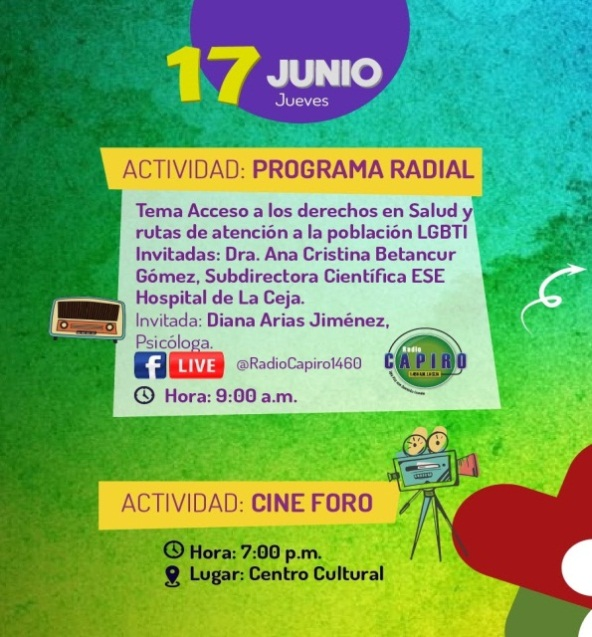 17 JUNIO
Jueves
ACTIVIDAD: PROGRAMA RADIAL
Tema Acceso a los derechos en Salud y
rutas de atención a la población LGBTI
Invitadas: Dra. Ana Cristina Betancur
Gómez, Subdirectora Científica ESE
Hospital de La Ceja.
Invitada: Diana Arias Jiménez,
Psicóloga.
f LIVE @RadioCapiro1460
Radio
CAPIRO
Hora: 9:00 a.m.
ACTIVIDAD: CINE FORO
Hora: 7:00 p.m.
Lugar: Centro Cultural